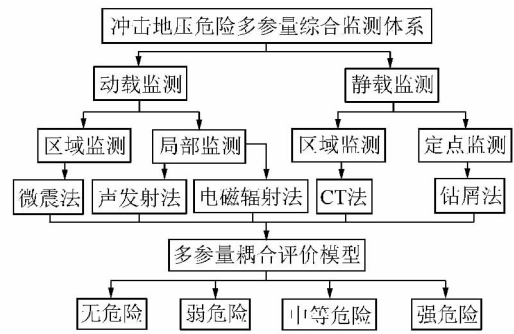 冲击地压危险多参量综合监测体系
动载监测
静载监测
区域监测
局部监测
区域监测
定点监测
微震法
声发射法
电磁辐射法
CT法
钻屑法
多参量耦合评价模型
无危险
弱危险
中等危险
强危险